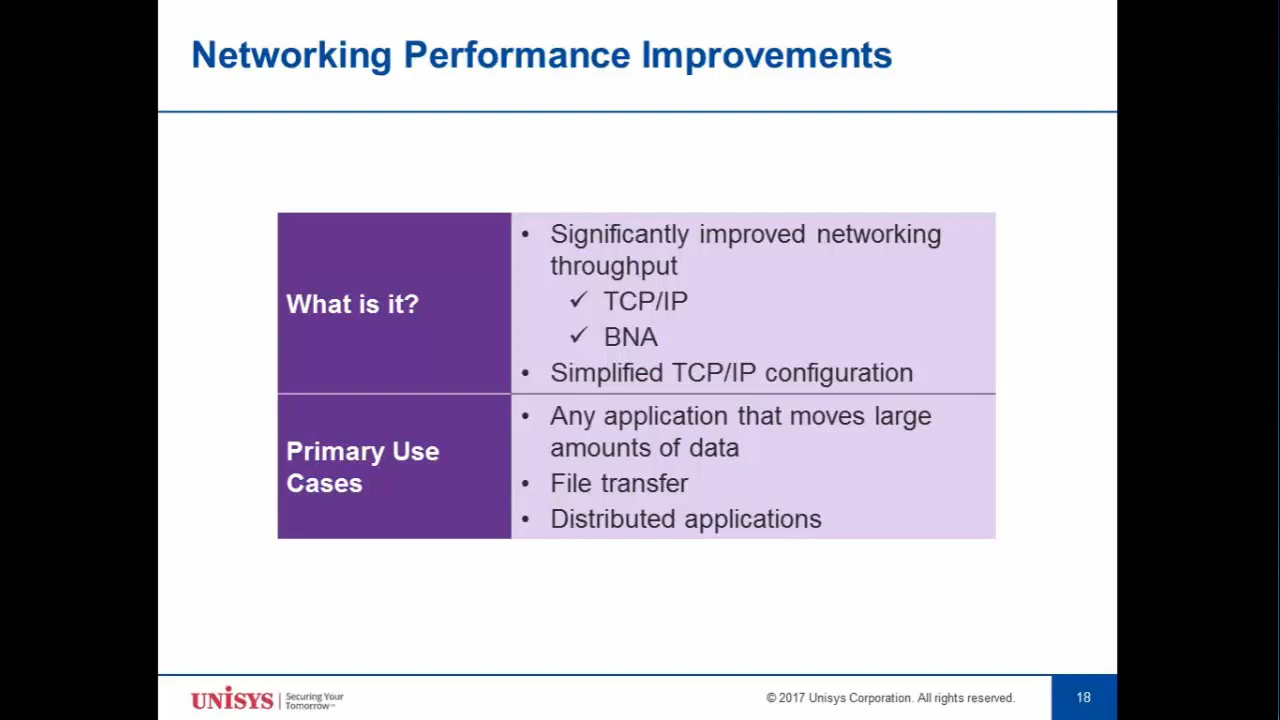 Networking Performance Improvements
What is it?
• Significantly improved networking
throughput
✓ TCP/IP
✓ BNA
• Simplified TCP/IP configuration
Primary Use
Cases
• Any application that moves large
amounts of data
• File transfer
• Distributed applications
UNISYS | Securing Your
Tomorrow™
© 2017 Unisys Corporation. All rights reserved.
18